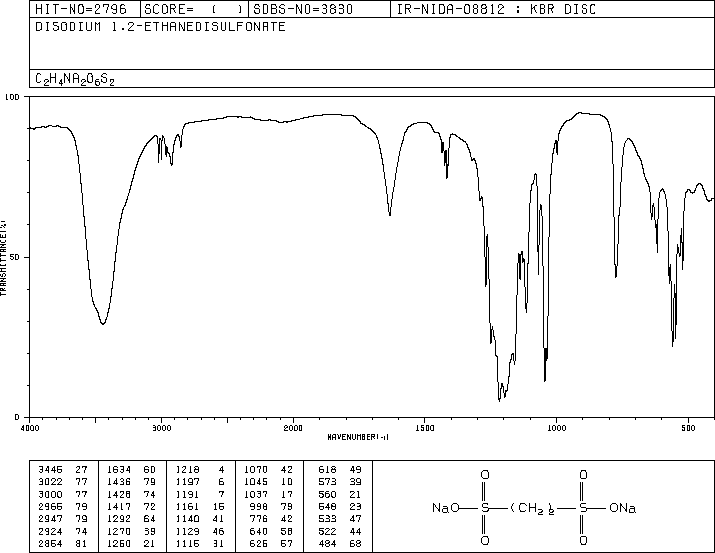 HIT-NO=2796 SCORE= ( ) SDBS-NO=3830 IR-NIDA-08812 : KBR DISC
DISODIUM 1,2-ETHANEDISULFONATE
C2H4NA2O6S2
100
50
0
TRANSMITTANCE(%)
4000 3000 2000 1500 1000 500
WAVENUMBER(-1)
3445 27 1634 60 1218 4 1070 42 618 49
3022 77 1436 79 1197 6 1045 10 573 39
3000 77 1428 74 1191 7 1037 17 560 21
2965 79 1417 72 1161 15 998 79 548 23
2947 79 1292 64 1140 41 776 42 533 47
2924 74 1270 39 1129 46 640 58 522 44
2854 81 1250 21 1115 31 626 57 484 68
O O
NaO-S-(CH2)2-S-ONa
O O